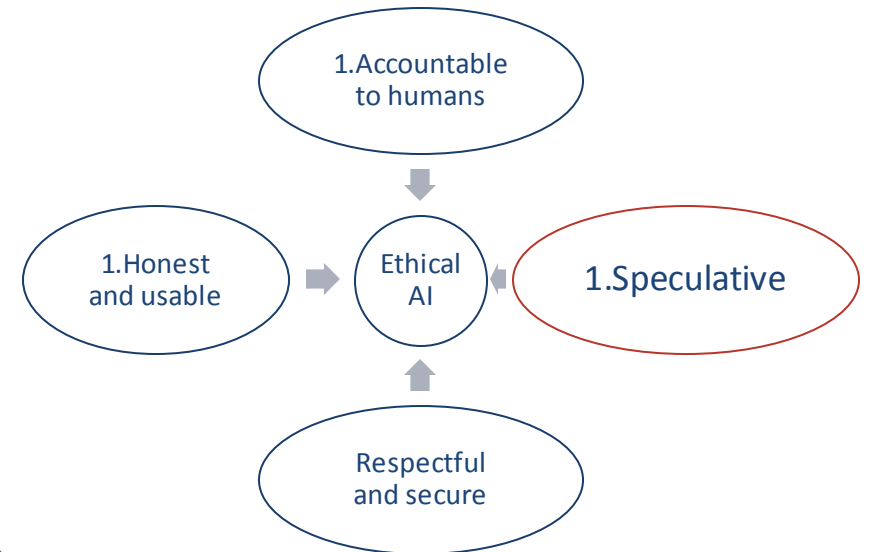 1.Accountable
to humans
1.Honest
and usable
Ethical
AI
1.Speculative
Respectful
and secure